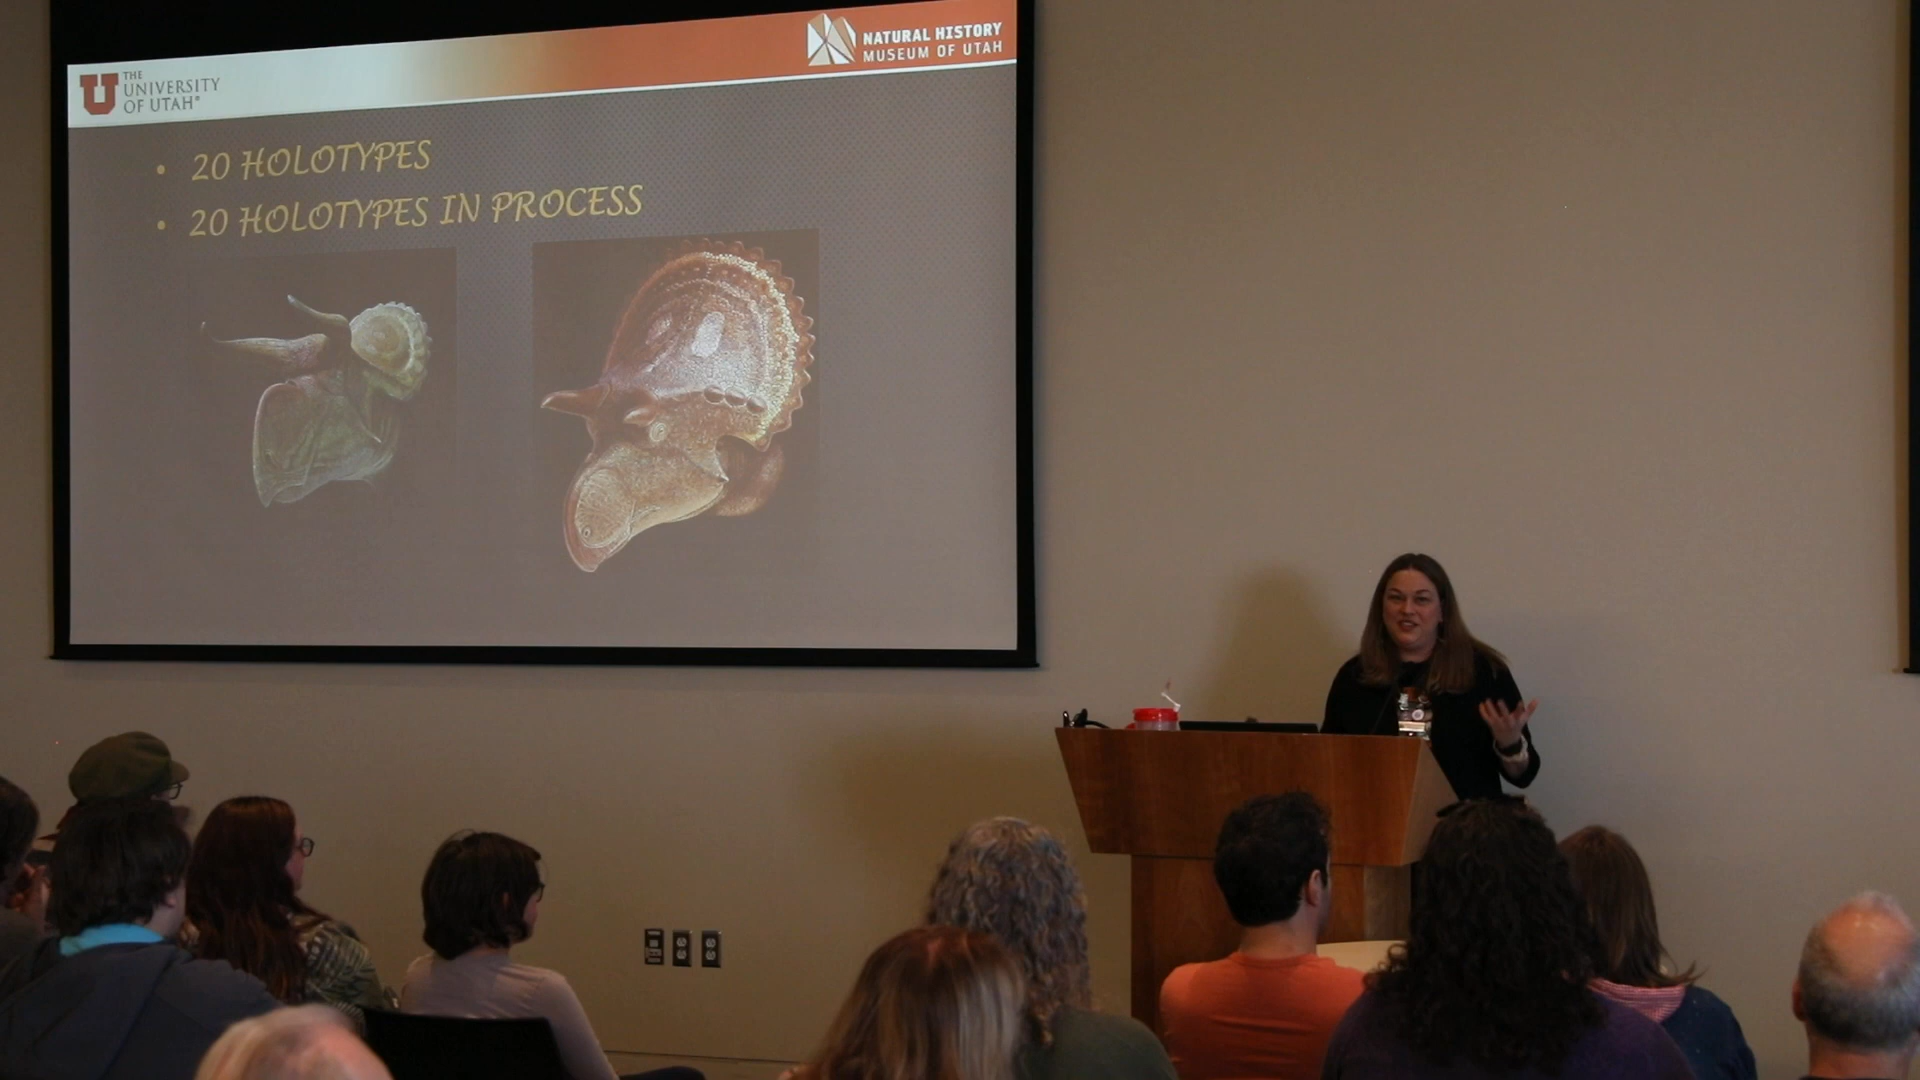 THE
UNIVERSITY
OF UTAH®
NATURAL HISTORY
MUSEUM OF UTAH
• 20 HOLOTYPES
• 20 HOLOTYPES IN PROCESS